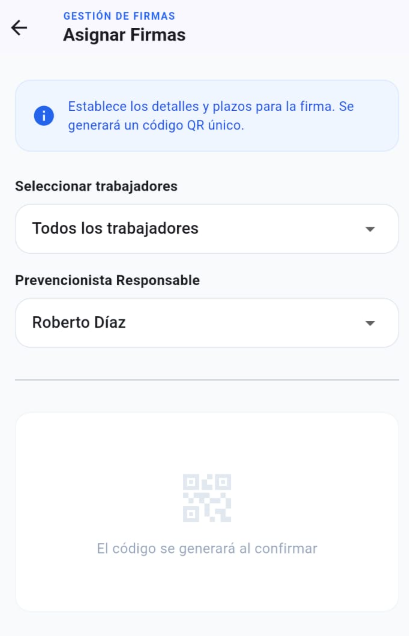 GESTIÓN DE FIRMAS
Asignar Firmas
Establece los detalles y plazos para la firma. Se
generará un código QR único.
Seleccionar trabajadores
Todos los trabajadores
Prevencionista Responsable
Roberto Díaz
El código se generará al confirmar